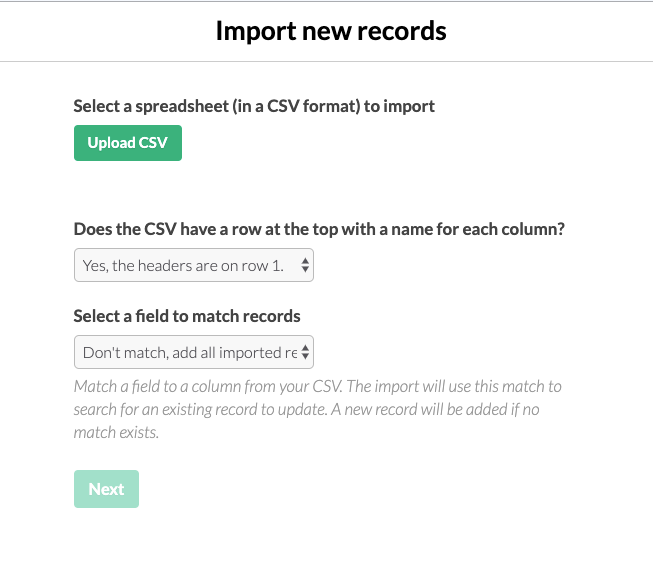 Import new records
Select a spreadsheet (in a CSV format) to import
Upload CSV
Does the CSV have a row at the top with a name for each column?
Yes, the headers are on row 1.
Select a field to match records
Don't match, add all imported re
Match a field to a column from your CSV. The import will use this match to
search for an existing record to update. A new record will be added if no
match exists.
Next